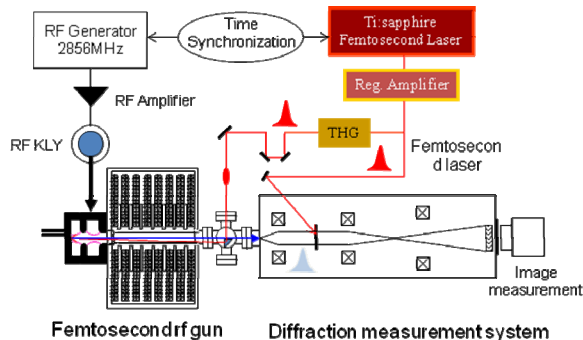 RF Generator
2856MHz
Time
Synchronization
Ti:sapphire
Femtosecond Laser
Reg. Amplifier
RF Amplifier
THG
RF KLY
Femtosecon
d laser
Image
measurement
Femtosecond rf gun
Diffraction measurement system